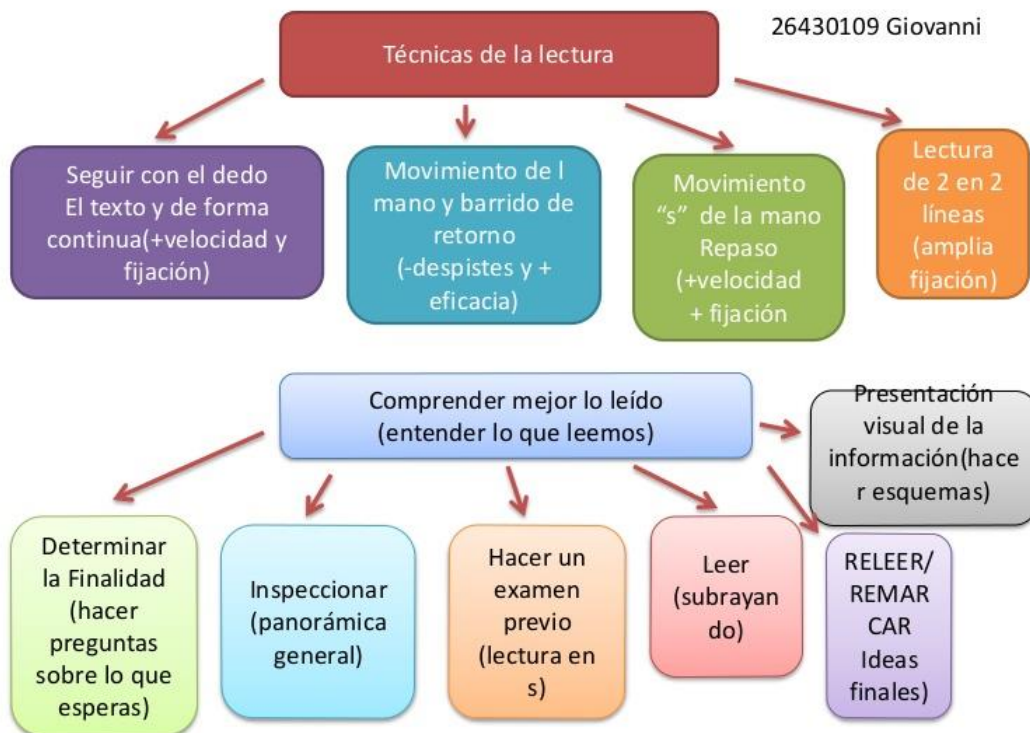 26430109 Giovanni
Técnicas de la lectura
Seguir con el dedo
El texto y de forma
continua(+velocidad y
fijación)
Movimiento de l
mano y barrido de
retorno
(-despistes y +
eficacia)
Movimiento
“s” de la mano
Repaso
(+velocidad
+ fijación
Lectura
de 2 en 2
líneas
(amplia
fijación)
Comprender mejor lo leído
(entender lo que leemos)
Presentación
visual de la
información(hace
r esquemas)
Determinar
la Finalidad
(hacer
preguntas
sobre lo que
esperas)
Inspeccionar
(panorámica
general)
Hacer un
examen
previo
(lectura en
s)
Leer
(subrayan
do)
RELEER/
REMAR
CAR
Ideas
finales)